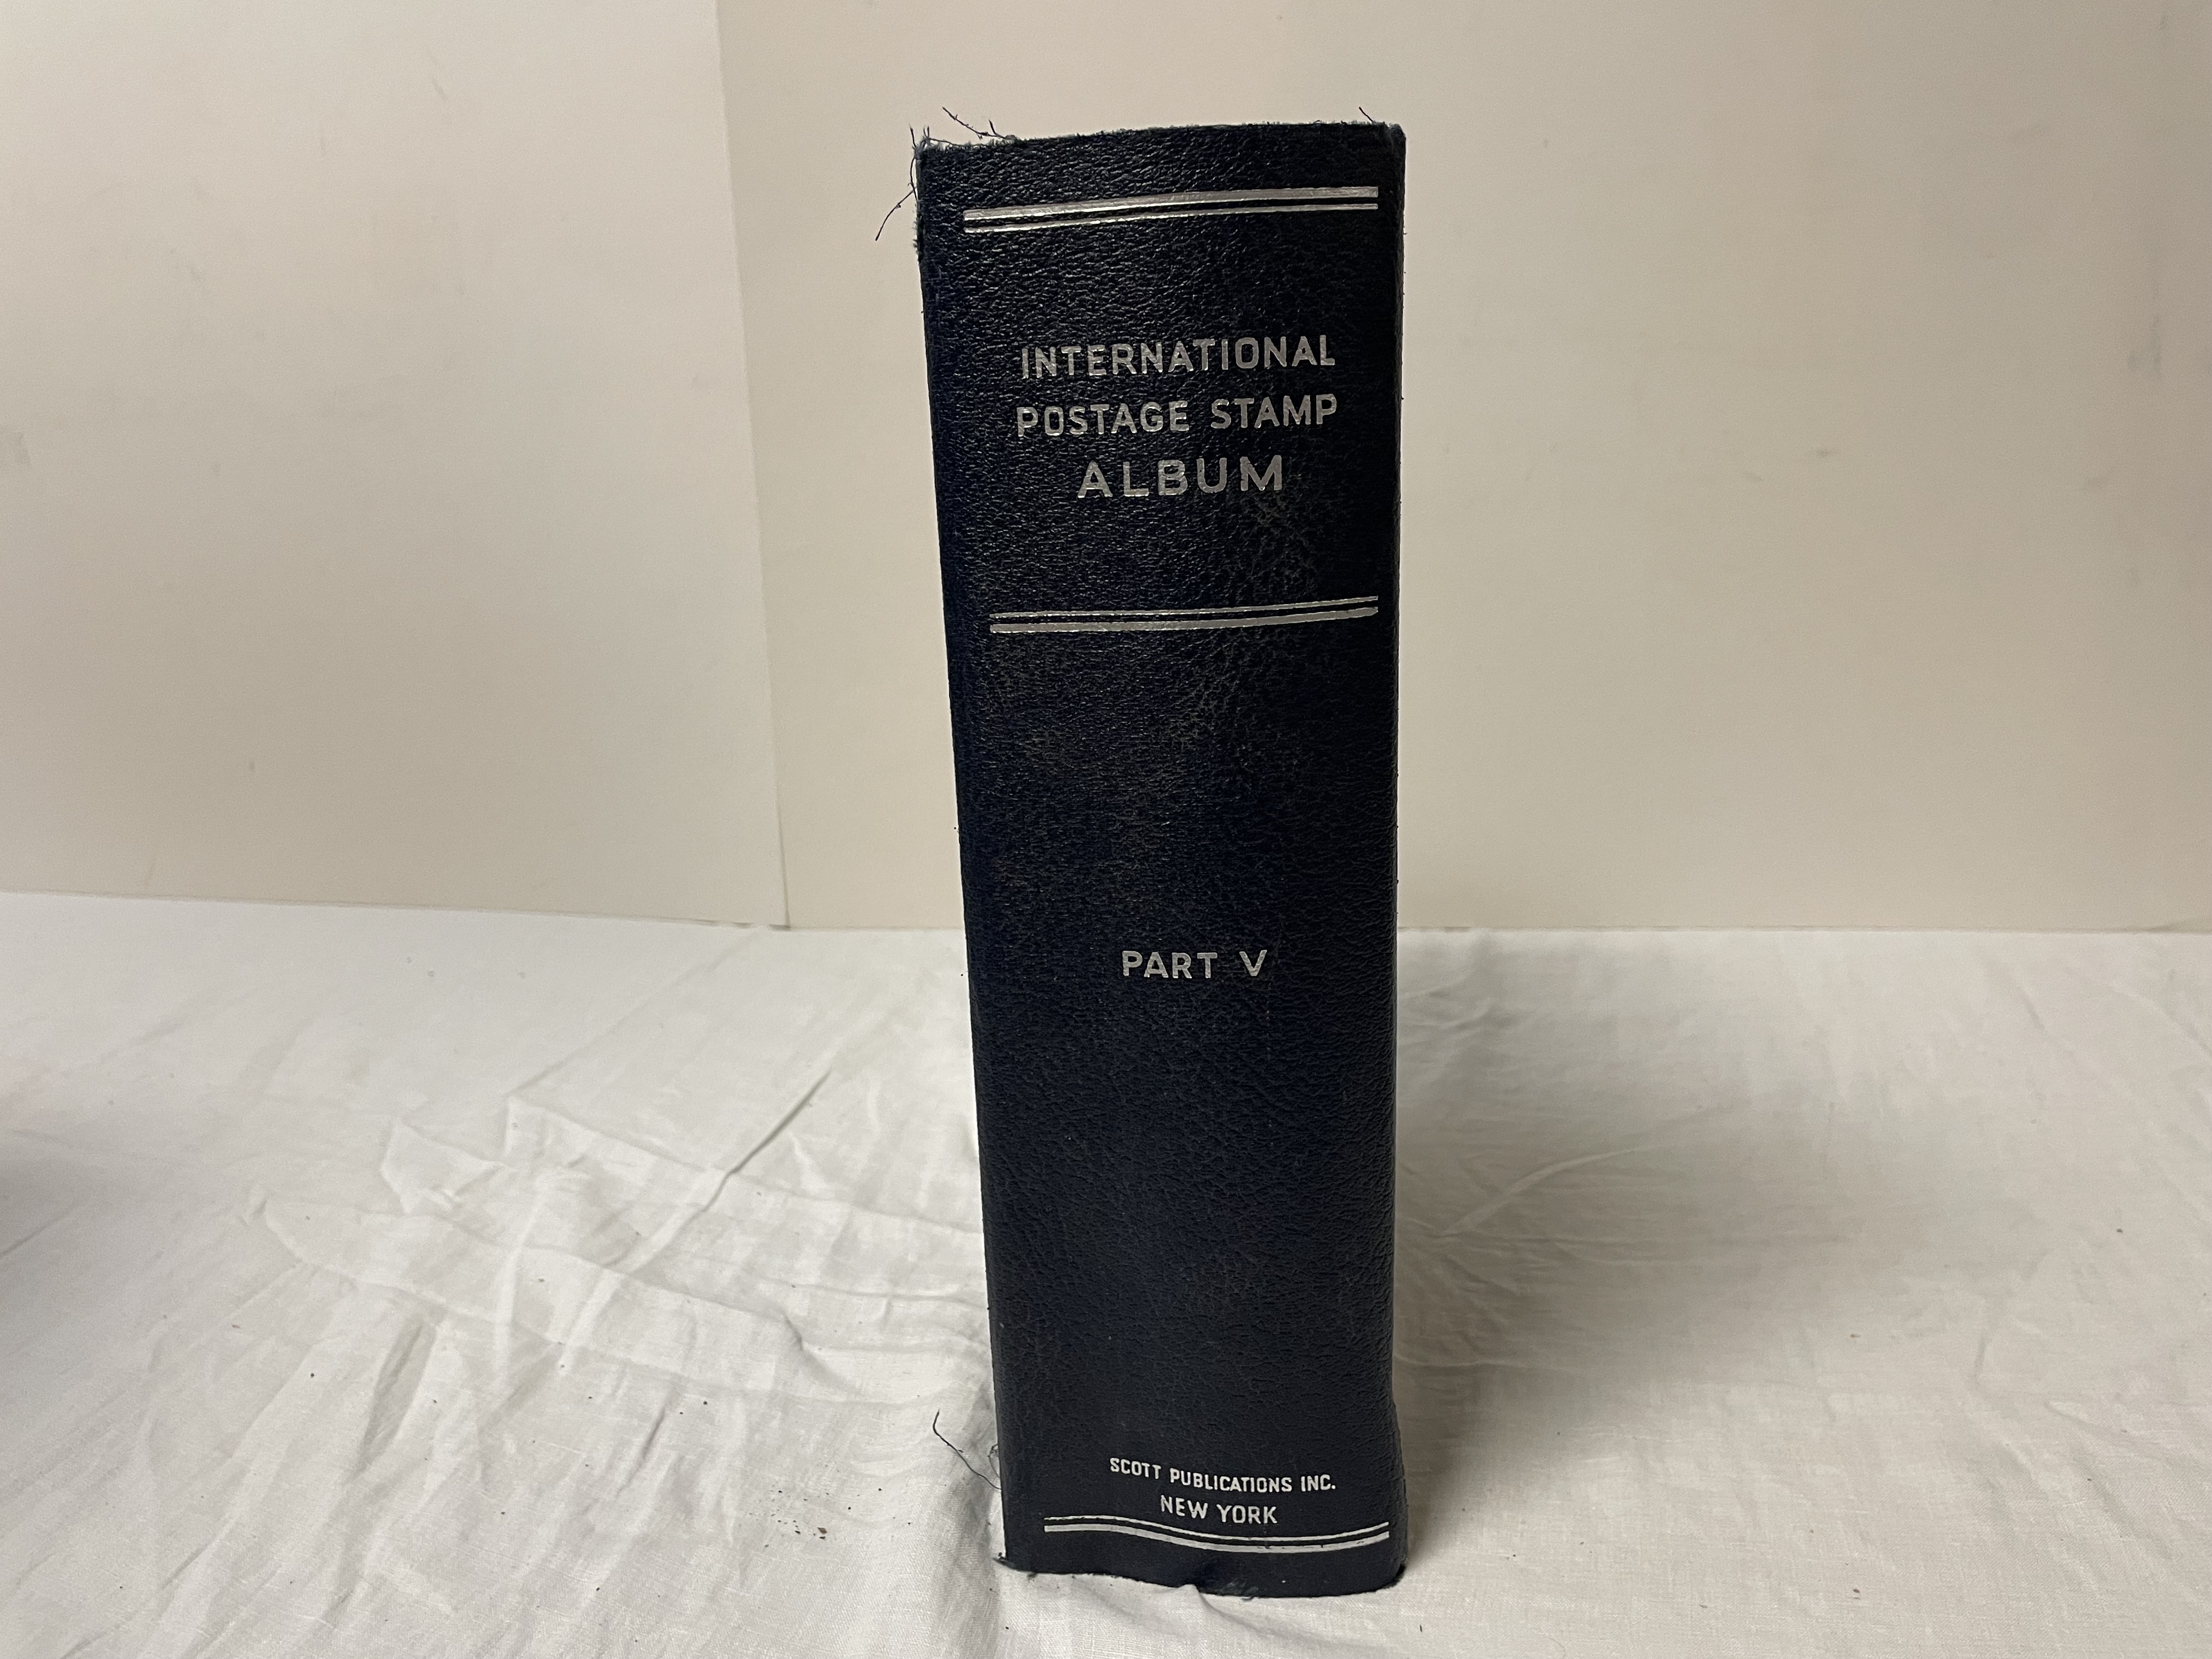 INTERNATIONAL
POSTAGE STAMP
ALBUM
PART V
SCOTT PUBLICATIONS INC.
NEW YORK